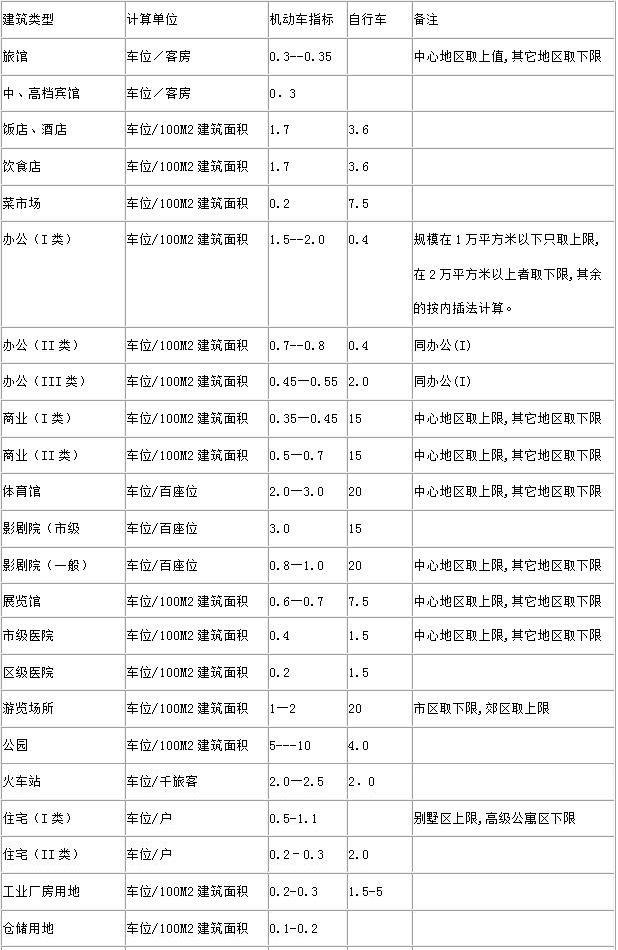 建筑类型 计算单位 机动车指标 自行车 备注
旅馆 车位／客房 0.3--0.35 中心地区取上值,其它地区取下限
中、高档宾馆 车位／客房 0．3
饭店、酒店 车位/100M2 建筑面积 1.7 3.6
饮食店 车位/100M2 建筑面积 1.7 3.6
菜市场 车位/100M2 建筑面积 0.2 7.5
办公（I 类） 车位/100M2 建筑面积 1.5--2.0 0.4 规模在 1 万平方米以下只取上限,
在 2 万平方米以上者取下限,其余
的按内插法计算。
办公（II 类） 车位/100M2 建筑面积 0.7--0.8 0.4 同办公(I)
办公（III 类） 车位/100M2 建筑面积 0.45—0.55 2.0 同办公(I)
商业（I 类） 车位/100M2 建筑面积 0.35—0.45 15 中心地区取上限,其它地区取下限
商业（II 类） 车位/100M2 建筑面积 0.5—0.7 15 中心地区取上限,其它地区取下限
体育馆 车位/百座位 2.0—3.0 20 中心地区取上限,其它地区取下限
影剧院（市级 车位/百座位 3.0 15
影剧院（一般） 车位/百座位 0.8—1.0 20 中心地区取上限,其它地区取下限
展览馆 车位/100M2 建筑面积 0.6—0.7 7.5 中心地区取上限,其它地区取下限
市级医院 车位/100M2 建筑面积 0.4 1.5 中心地区取上限,其它地区取下限
区级医院 车位/100M2 建筑面积 0.2 1.5
游览场所 车位/100M2 建筑面积 1—2 20 市区取下限,郊区取上限
公园 车位/100M2 建筑面积 5---10 4.0
火车站 车位/千旅客 2.0—2.5 2．0
住宅（I 类） 车位/户 0.5-1.1 别墅区上限,高级公寓区下限
住宅（II 类） 车位/户 0.2–0.3 2.0
工业厂房用地 车位/100M2 建筑面积 0.2-0.3 1.5-5
仓储用地 车位/100M2 建筑面积 0.1-0.2